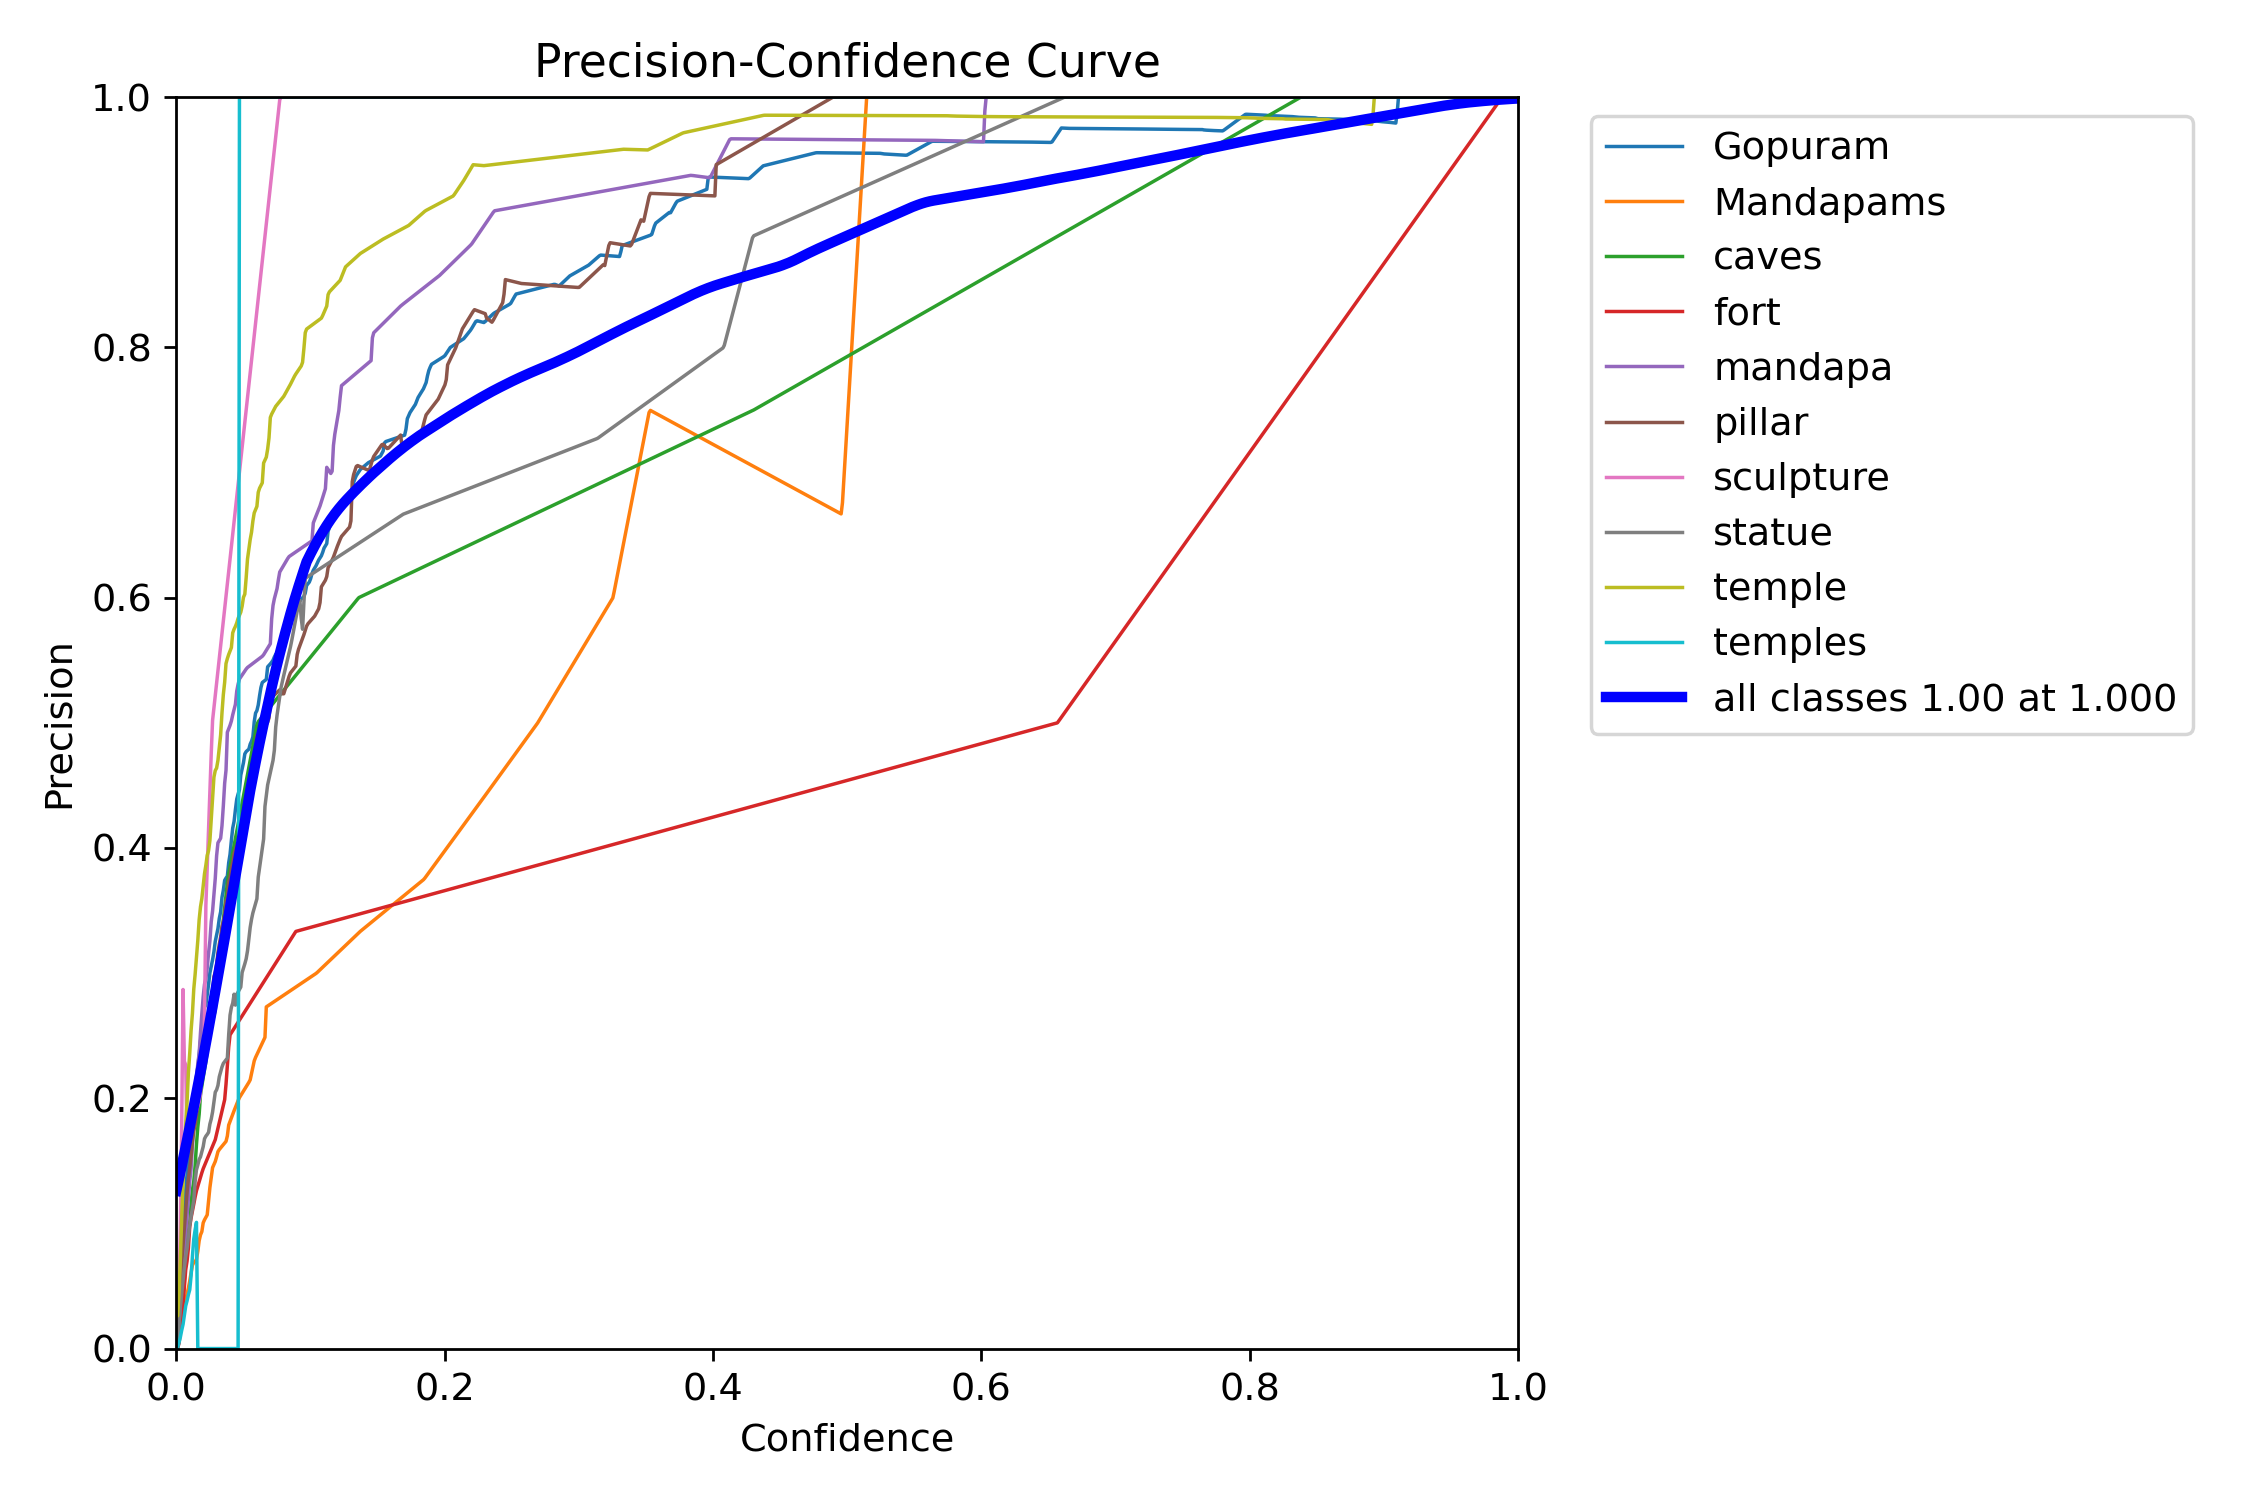 Precision-Confidence Curve
1.0
0.8
0.6
0.4
0.2
0.0
Precision
0.0 0.2 0.4 0.6 0.8 1.0
Confidence
Gopuram
Mandapams
caves
fort
mandapa
pillar
sculpture
statue
temple
temples
all classes 1.00 at 1.000